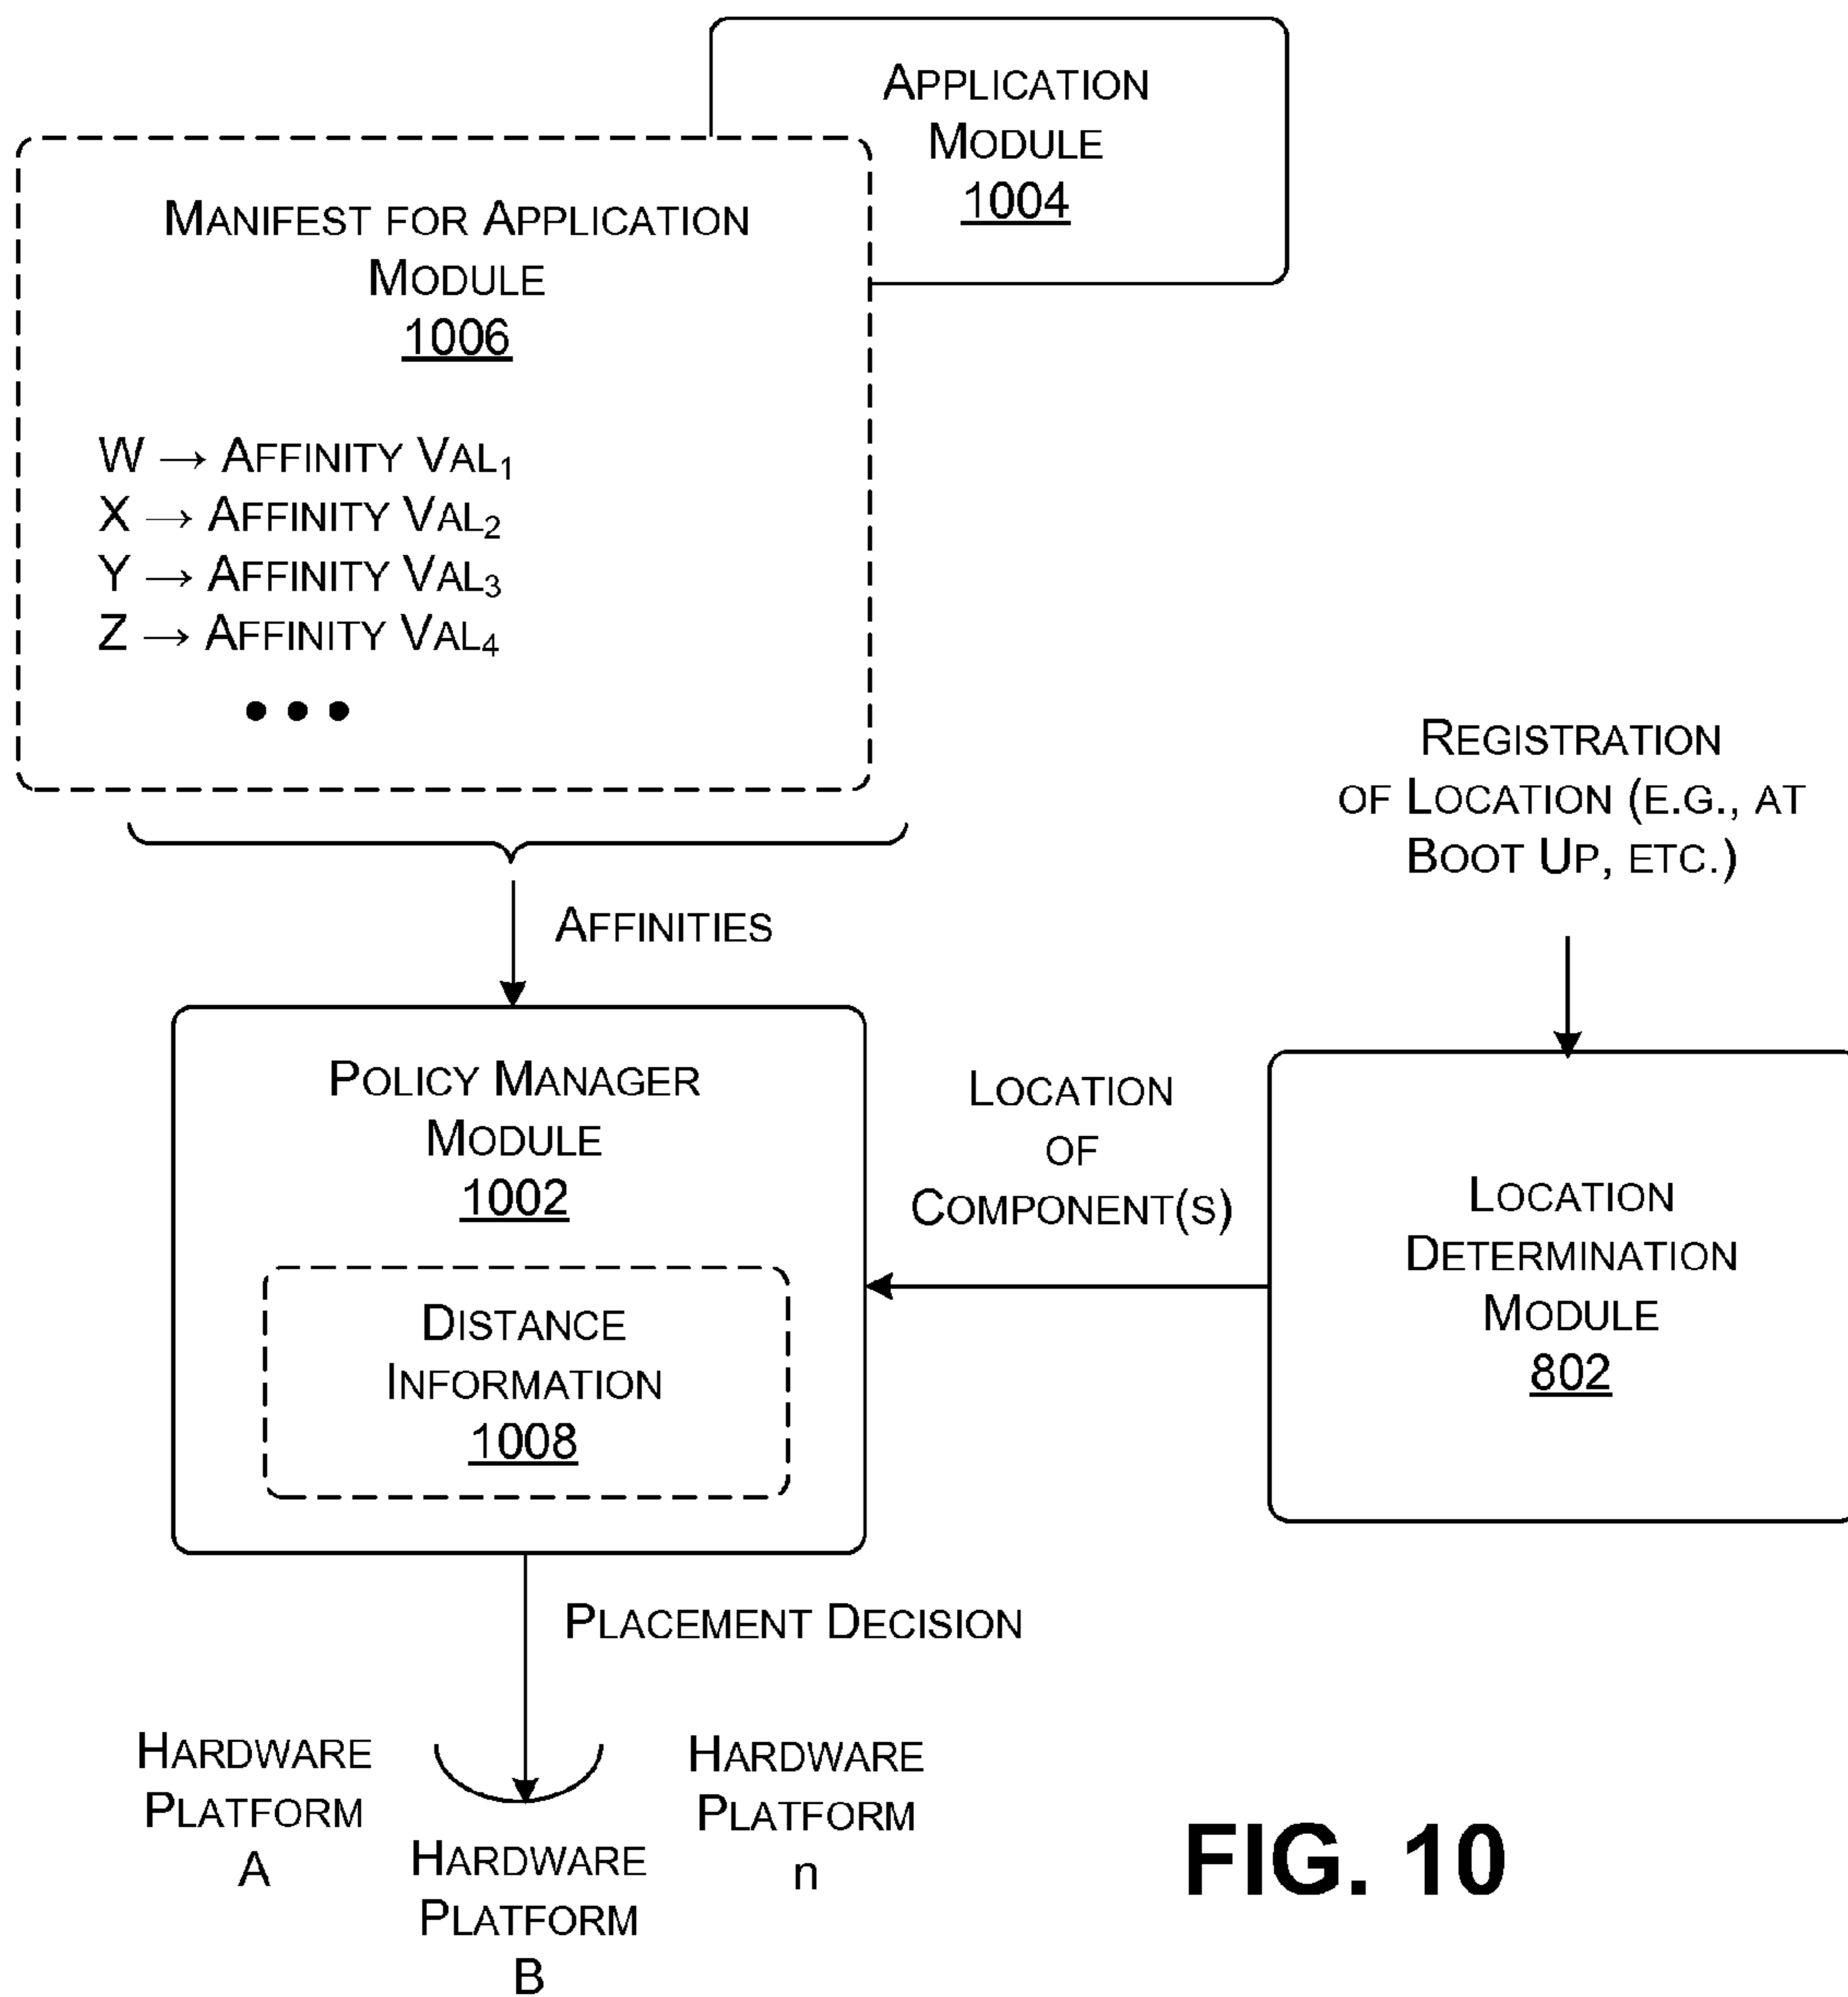 APPLICATION
MODULE
1004
MANIFEST FOR APPLICATION
MODULE
1006
W → AFFINITY VAL₁
X → AFFINITY VAL₂
Y → AFFINITY VAL₃
Z → AFFINITY VAL₄
• • •
REGISTRATION
OF LOCATION (E.G., AT
BOOT UP, ETC.)
AFFINITIES
POLICY MANAGER
MODULE
1002
DISTANCE
INFORMATION
1008
LOCATION
OF
COMPONENT(S)
LOCATION
DETERMINATION
MODULE
802
PLACEMENT DECISION
HARDWARE
PLATFORM
A
HARDWARE
PLATFORM
B
HARDWARE
PLATFORM
n
FIG. 10